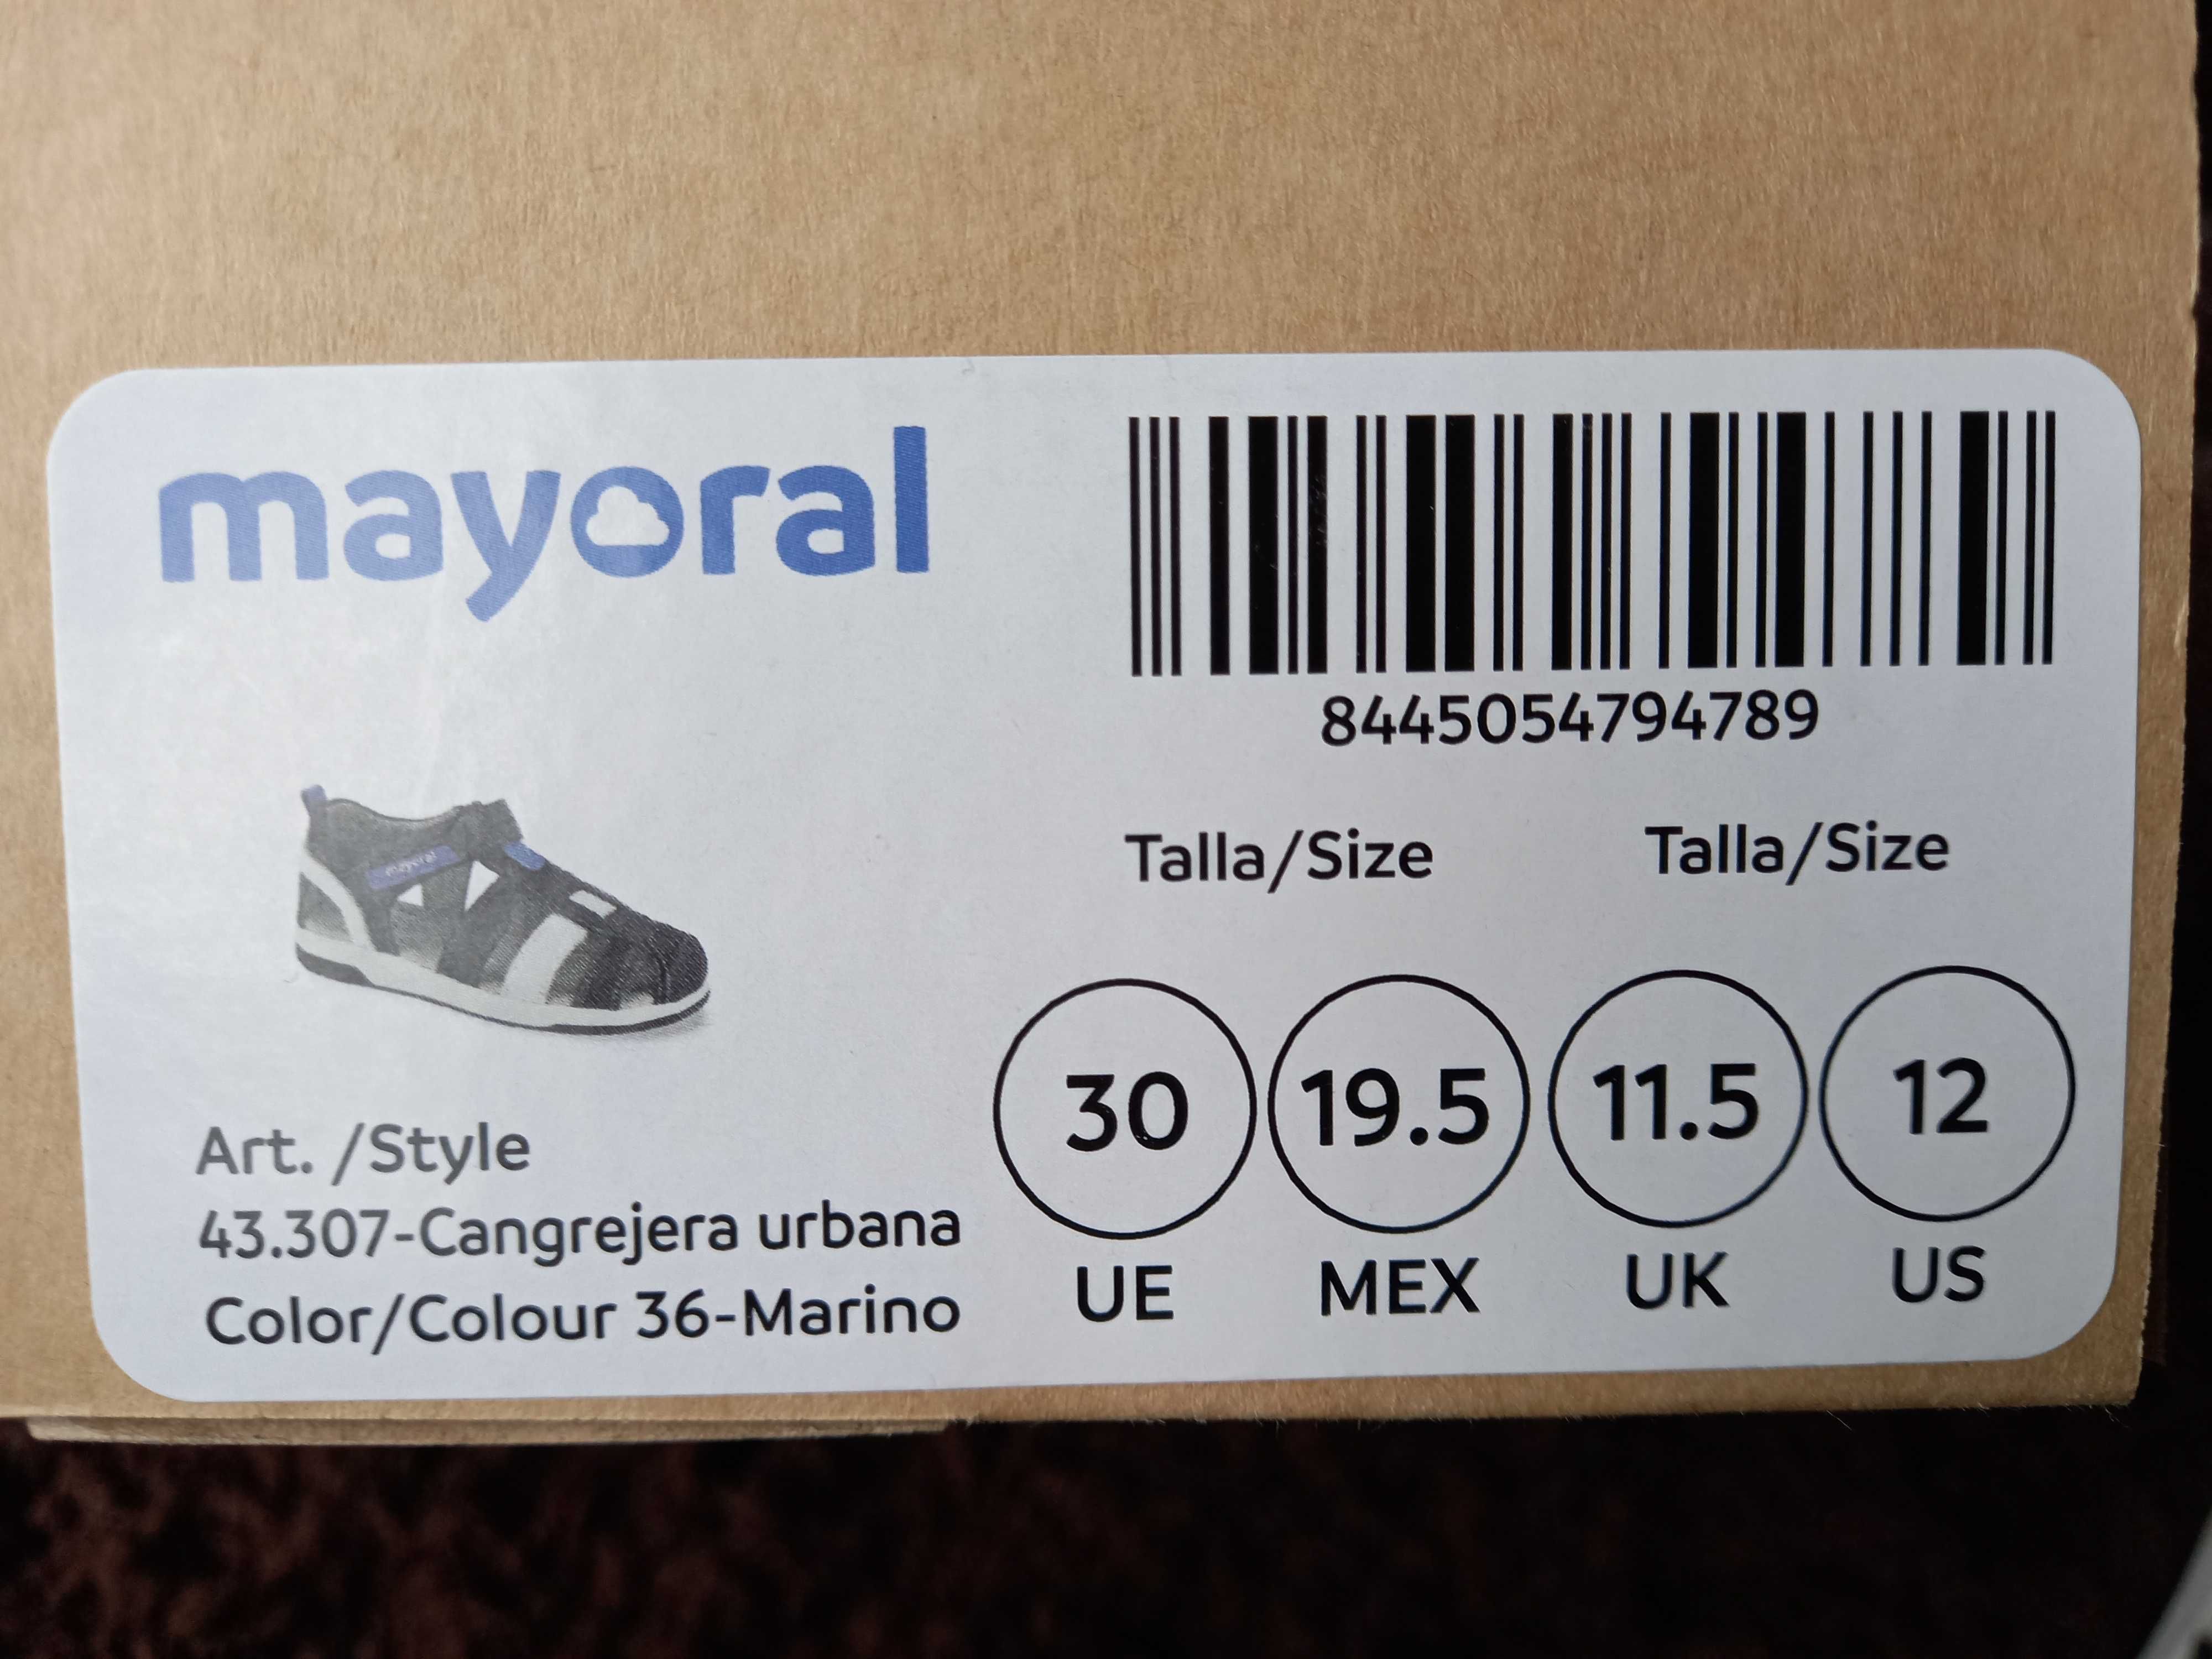 mayoral
8445054794789
mayoral
Talla/Size Talla/Size
30 19.5 11.5 12
UE MEX UK US
Art. /Style
43.307-Cangrejera urbana
Color/Colour 36-Marino